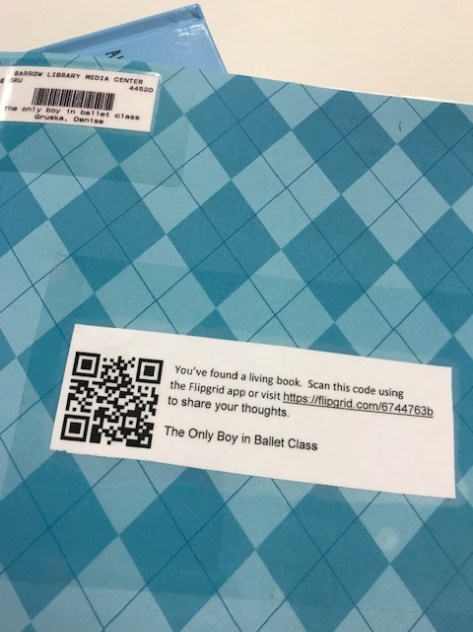 BARROW LIBRARY MEDIA CENTER
E GRU 44520
The only boy in ballet class
Gruska, Denise
You've found a living book. Scan this code using
the Flipgrid app or visit https://flipgrid.com/6744763b
to share your thoughts.
The Only Boy in Ballet Class